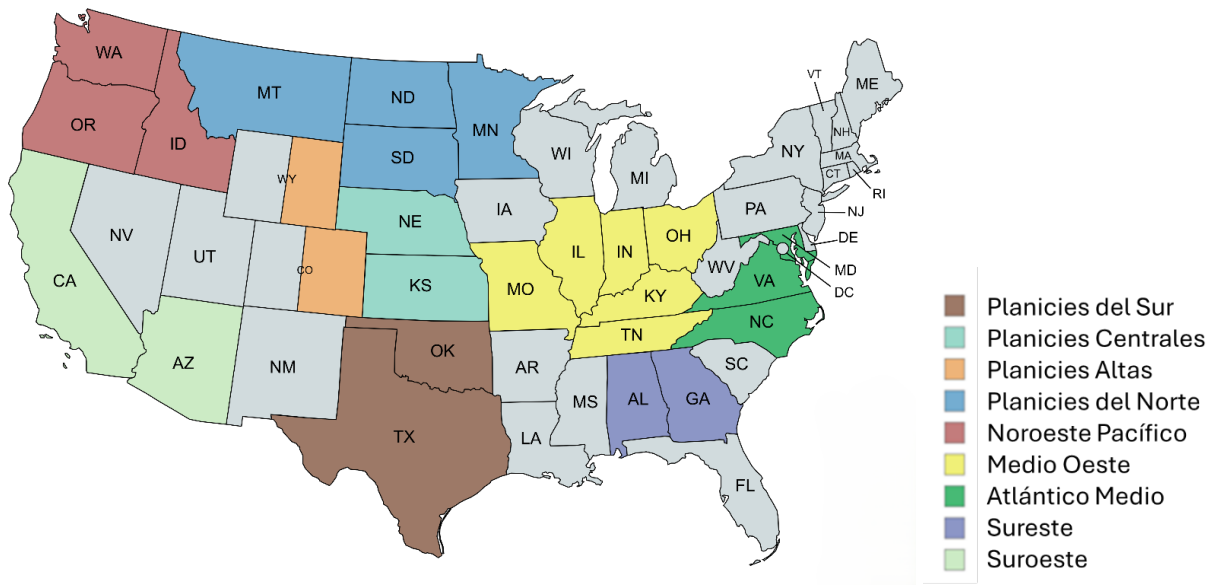 WA
MT
ND
MN
OR
ID
SD
WI
MI
NY
VT
ME
NH
MA
CT
RI
WY
NE
IA
PA
NJ
NV
UT
CO
KS
IL
IN
OH
WV
DE
MD
DC
CA
MO
KY
VA
AZ
NM
OK
AR
TN
NC
SC
TX
LA
MS
AL
GA
FL
Planicies del Sur
Planicies Centrales
Planicies Altas
Planicies del Norte
Noroeste Pacífico
Medio Oeste
Atlántico Medio
Sureste
Suroeste